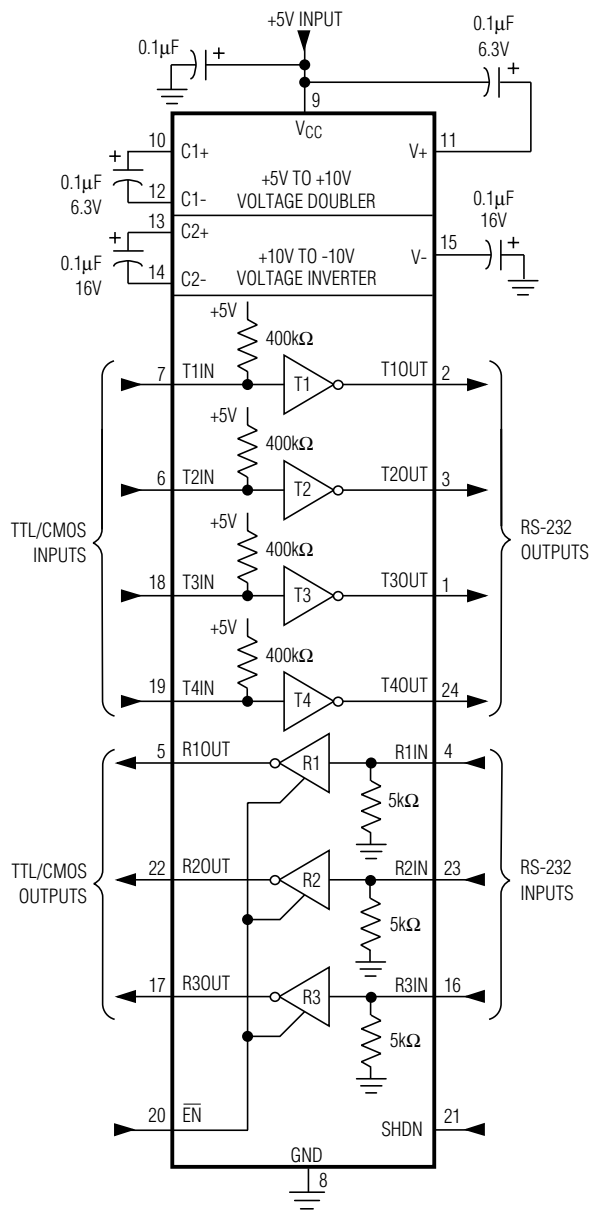 +5V INPUT
0.1µF
0.1µF
6.3V
9
VCC
10
C1+
V+
11
0.1µF
6.3V
12
C1-
+5V TO +10V
VOLTAGE DOUBLER
13
C2+
0.1µF
16V
14
C2-
+10V TO -10V
VOLTAGE INVERTER
V-
15
0.1µF
16V
+5V
400kΩ
7
T1IN
T1
T1OUT
2
+5V
400kΩ
6
T2IN
T2
T2OUT
3
TTL/CMOS
INPUTS
RS-232
OUTPUTS
+5V
400kΩ
18
T3IN
T3
T3OUT
1
+5V
400kΩ
19
T4IN
T4
T4OUT
24
5
R1OUT
R1
R1IN
4
5kΩ
TTL/CMOS
OUTPUTS
22
R2OUT
R2
R2IN
23
RS-232
INPUTS
5kΩ
17
R3OUT
R3
R3IN
16
5kΩ
20
EN
SHDN
21
GND
8